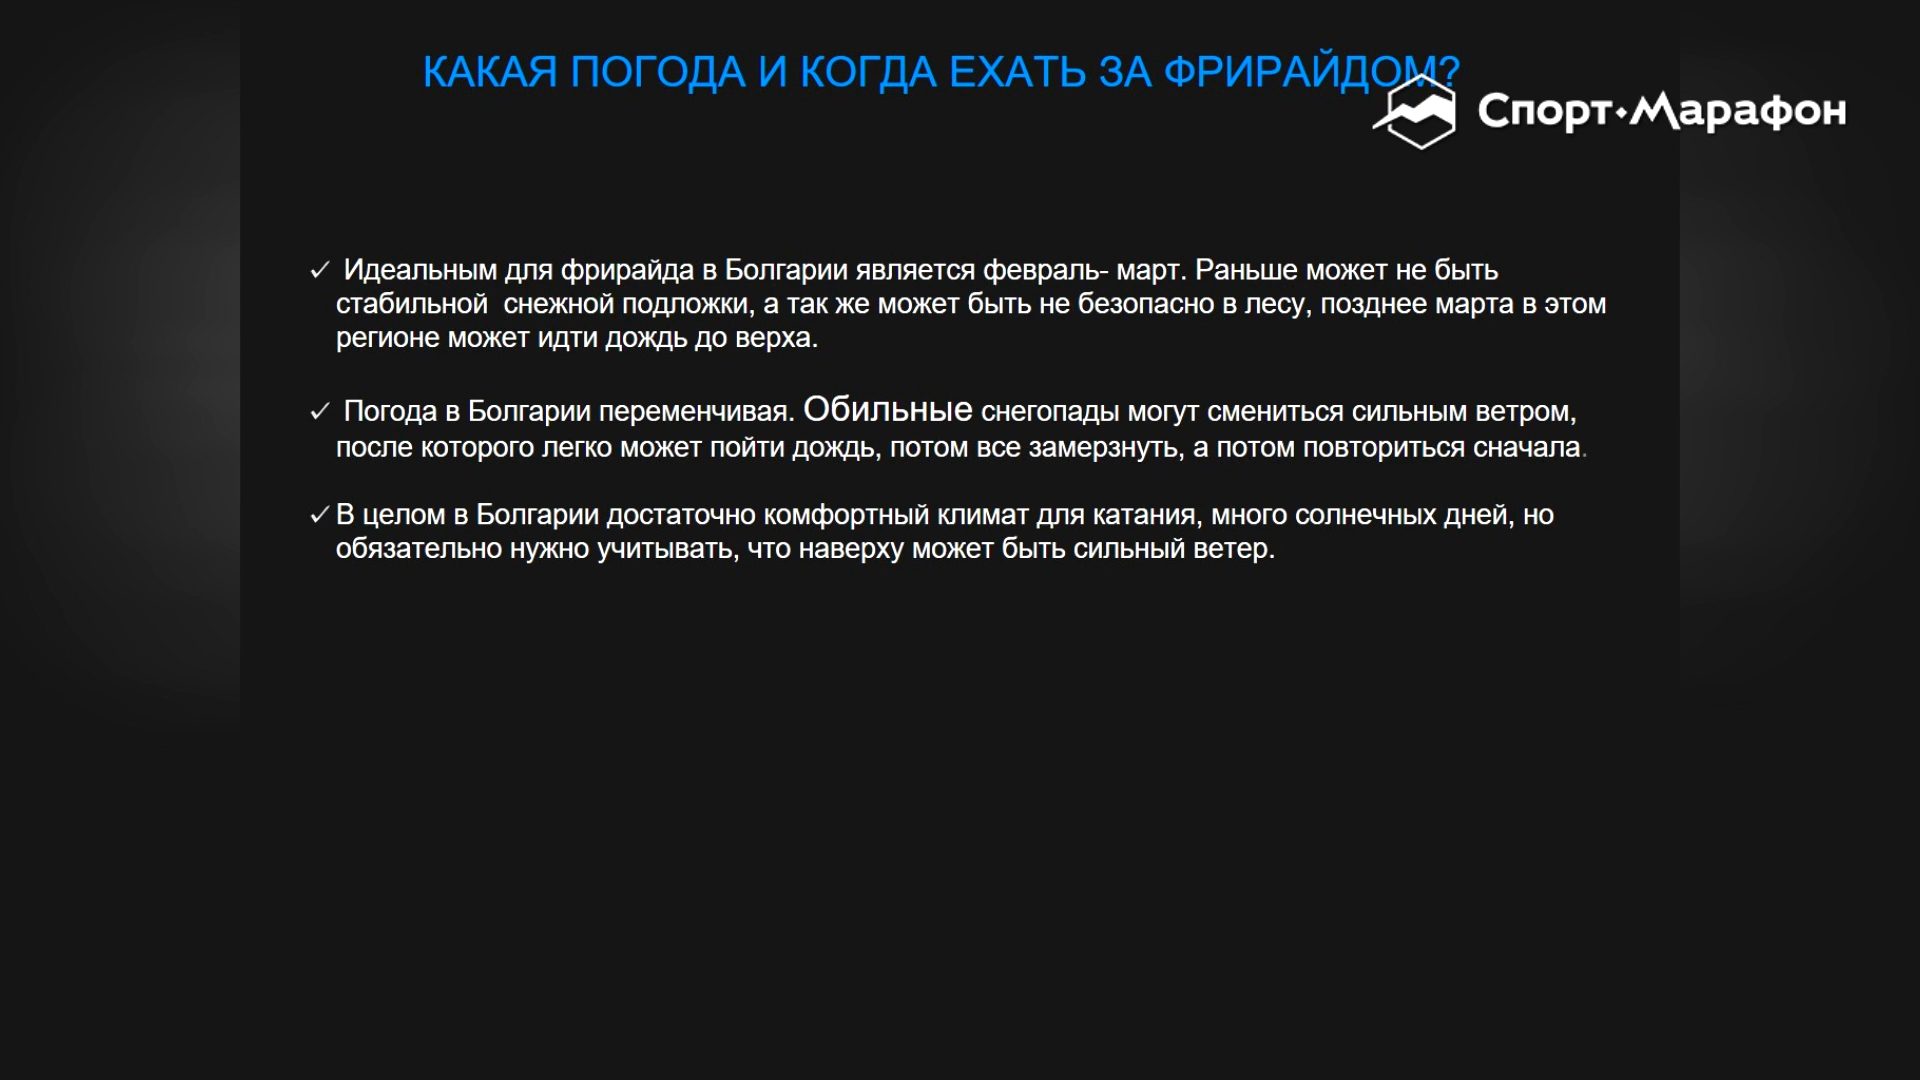 КАКАЯ ПОГОДА И КОГДА ЕХАТЬ ЗА ФРИРАЙДОМ?
Спорт-Марафон
✓ Идеальным для фрирайда в Болгарии является февраль- март. Раньше может не быть
стабильной  снежной подложки, а так же может быть не безопасно в лесу, позднее марта в этом
регионе может идти дождь до верха.
✓ Погода в Болгарии переменчивая. Обильные снегопады могут смениться сильным ветром,
после которого легко может пойти дождь, потом все замерзнуть, а потом повториться сначала.
✓ В целом в Болгарии достаточно комфортный климат для катания, много солнечных дней, но
обязательно нужно учитывать, что наверху может быть сильный ветер.